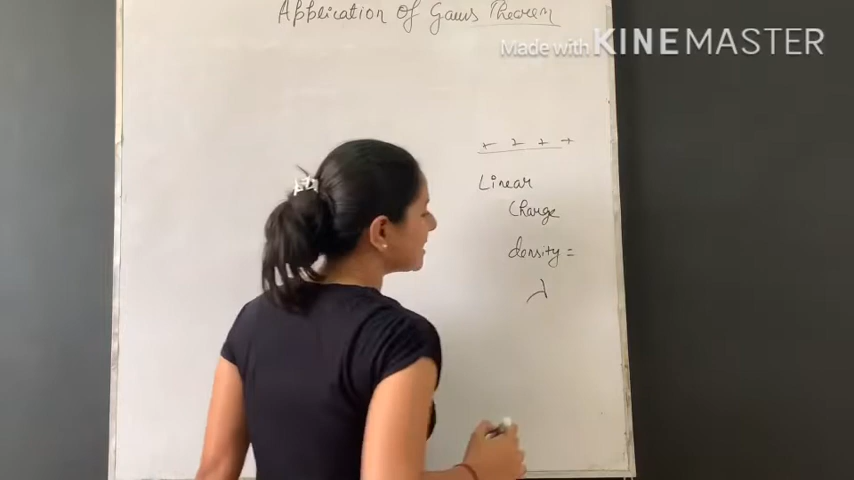 Application of Gauss Theorem
Made with KINEMASTER
+ + + +
Linear
Charge
density =
λ